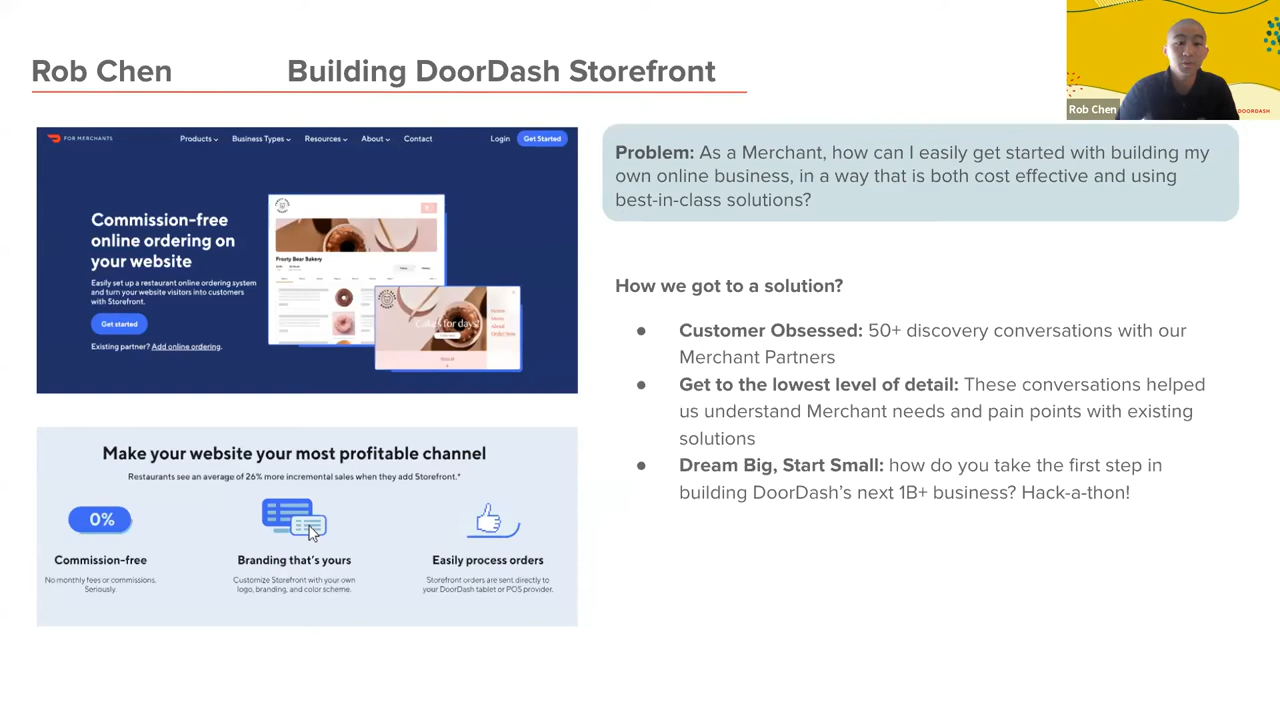 Rob Chen Building DoorDash Storefront
Rob Chen
DOORDASH
FOR MERCHANTS Products Business Types Resources About Contact Login Get Started
Commission-free
online ordering on
your website
Easily set up a restaurant online ordering system
and turn your website visitors into customers
with Storefront.
Get started
Existing partner? Add online ordering.
Frosty Bear Bakery
Cakes for days!
Make your website your most profitable channel
Restaurants see an average of 26% more incremental sales when they add Storefront.*
0%
Commission-free
No monthly fees or commissions.
Seriously.
Branding that's yours
Customize Storefront with your own
logo, branding, and color scheme.
Easily process orders
Storefront orders are sent directly to
your DoorDash tablet or POS provider.
Problem: As a Merchant, how can I easily get started with building my
own online business, in a way that is both cost effective and using
best-in-class solutions?
How we got to a solution?
● Customer Obsessed: 50+ discovery conversations with our
Merchant Partners
● Get to the lowest level of detail: These conversations helped
us understand Merchant needs and pain points with existing
solutions
● Dream Big, Start Small: how do you take the first step in
building DoorDash’s next 1B+ business? Hack-a-thon!